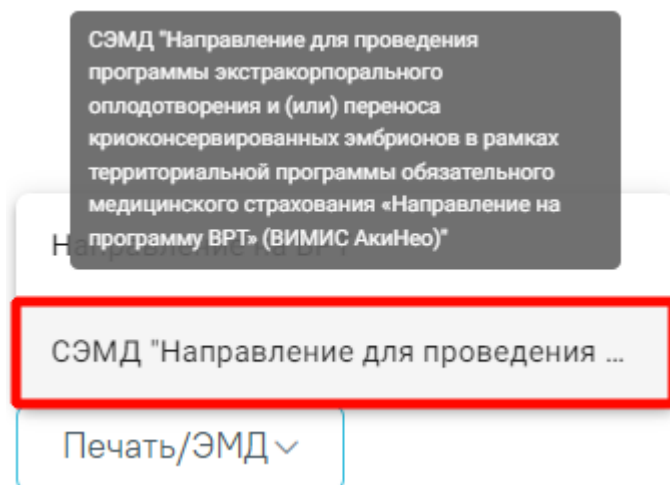 СЭМД "Направление для проведения
программы экстракорпорального
оплодотворения и (или) переноса
криоконсервированных эмбрионов в рамках
территориальной программы обязательного
медицинского страхования «Направление на
программу ВРТ» (ВИМИС АкиНео)"
СЭМД "Направление для проведения ...
Печать/ЭМД